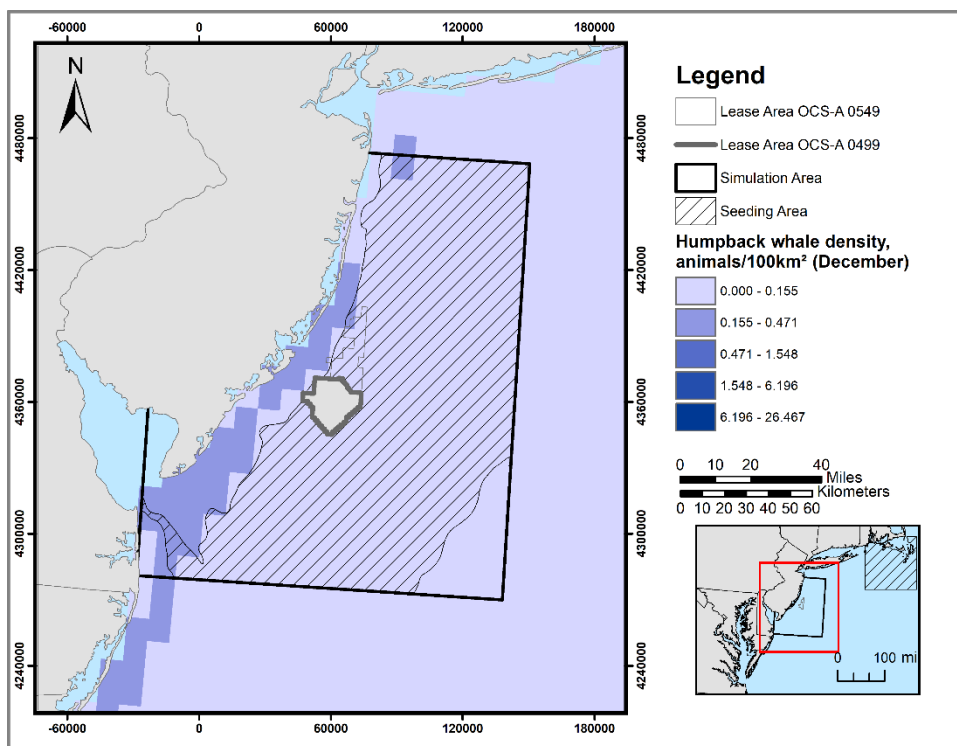 -60000 0 60000 120000 180000
N
4480000 4480000
4420000 4420000
4360000 4360000
4300000 4300000
4240000 4240000
-60000 0 60000 120000 180000
Legend
Lease Area OCS-A 0549
Lease Area OCS-A 0499
Simulation Area
Seeding Area
Humpback whale density,
animals/100km² (December)
0.000 - 0.155
0.155 - 0.471
0.471 - 1.548
1.548 - 6.196
6.196 - 26.467
0 10 20 40
Miles
Kilometers
0 10 20 30 40 50 60
0 100 mi